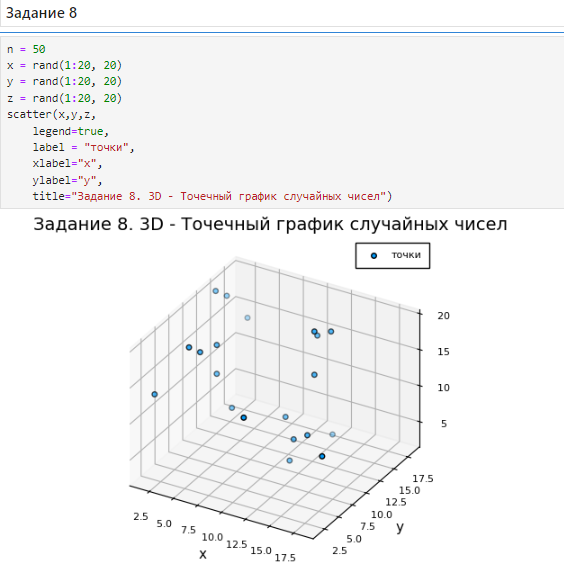 Задание 8
n = 50
x = rand(1:20, 20)
y = rand(1:20, 20)
z = rand(1:20, 20)
scatter(x,y,z,
    legend=true,
    label = "точки",
    xlabel="x",
    ylabel="y",
    title="Задание 8. 3D - Точечный график случайных чисел")
Задание 8. 3D - Точечный график случайных чисел
точки
20
15
10
5
2.5 5.0 7.5 10.0 12.5 15.0 17.5
x
2.5 5.0 7.5 10.0 12.5 15.0 17.5
y